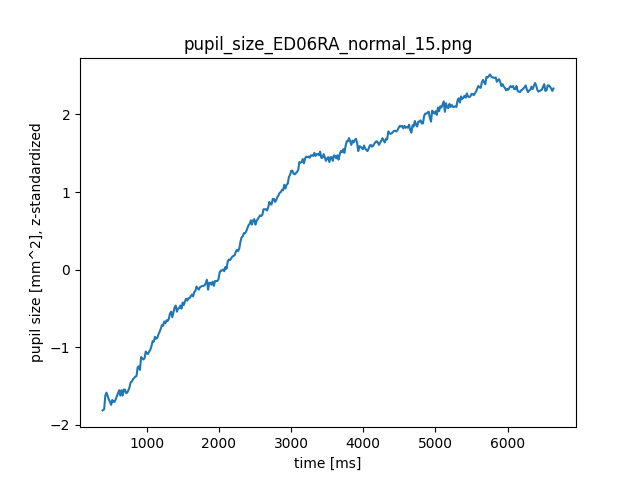 pupil_size_ED06RA_normal_15.png
pupil size [mm^2], z-standardized
2
1
0
−1
−2
1000 2000 3000 4000 5000 6000
time [ms]